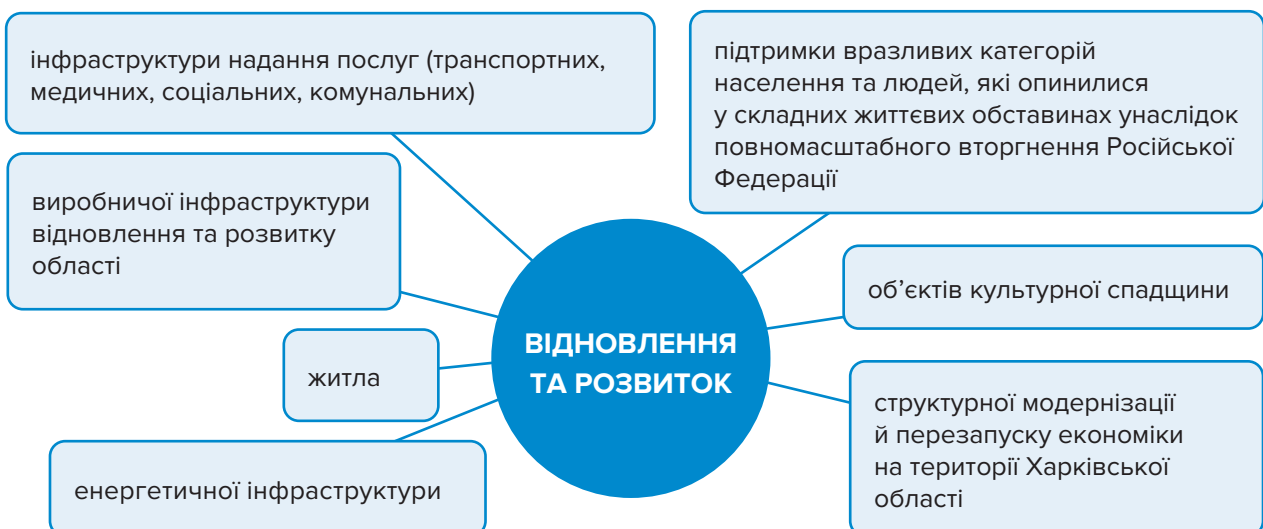 інфраструктури надання послуг (транспортних,
медичних, соціальних, комунальних)
виробничої інфраструктури
відновлення та розвитку
області
житла
енергетичної інфраструктури
ВІДНОВЛЕННЯ
ТА РОЗВИТОК
підтримки вразливих категорій
населення та людей, які опинилися
у складних життєвих обставинах унаслідок
повномасштабного вторгнення Російської
Федерації
об’єктів культурної спадщини
структурної модернізації
й перезапуску економіки
на території Харківської
області